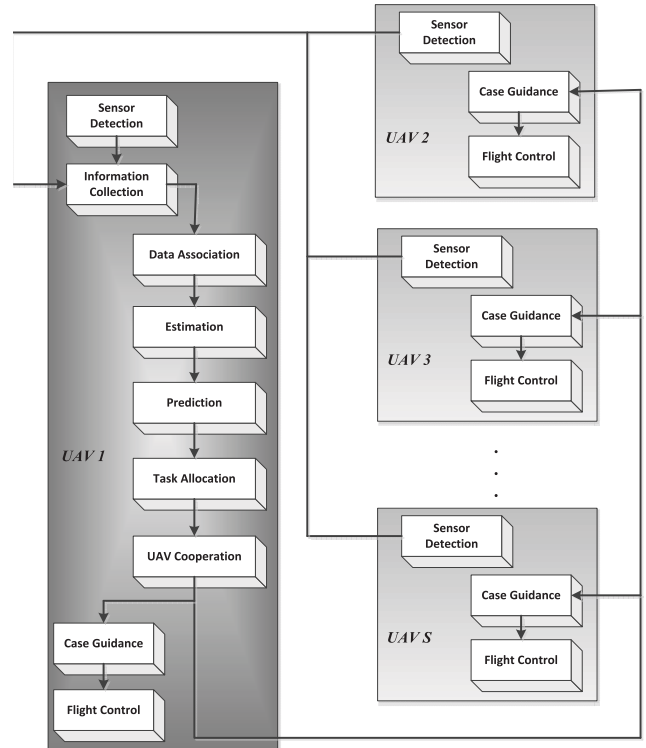 Sensor
Detection
Information
Collection
Data Association
Estimation
Prediction
UAV 1
Task Allocation
UAV Cooperation
Case Guidance
Flight Control
Sensor
Detection
Case Guidance
UAV 2
Flight Control
Sensor
Detection
Case Guidance
UAV 3
Flight Control
Sensor
Detection
Case Guidance
UAV S
Flight Control